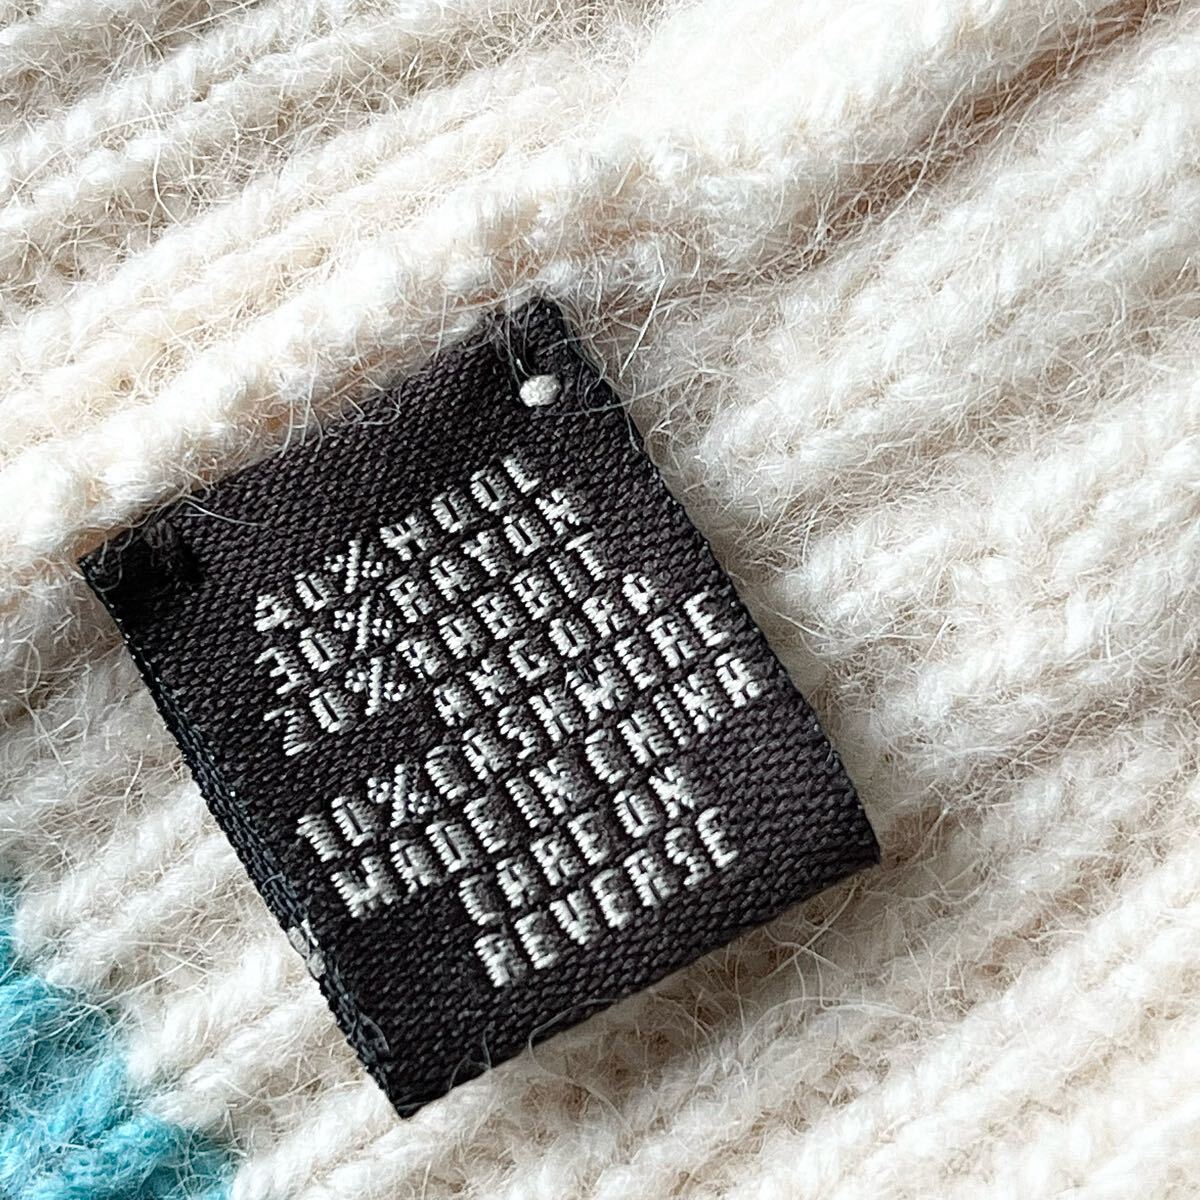 40%WOOL
30%RAYON
20%RABBIT
ANGORA
10%CASHMERE
MADE IN CHINA
CARE ON
REVERSE